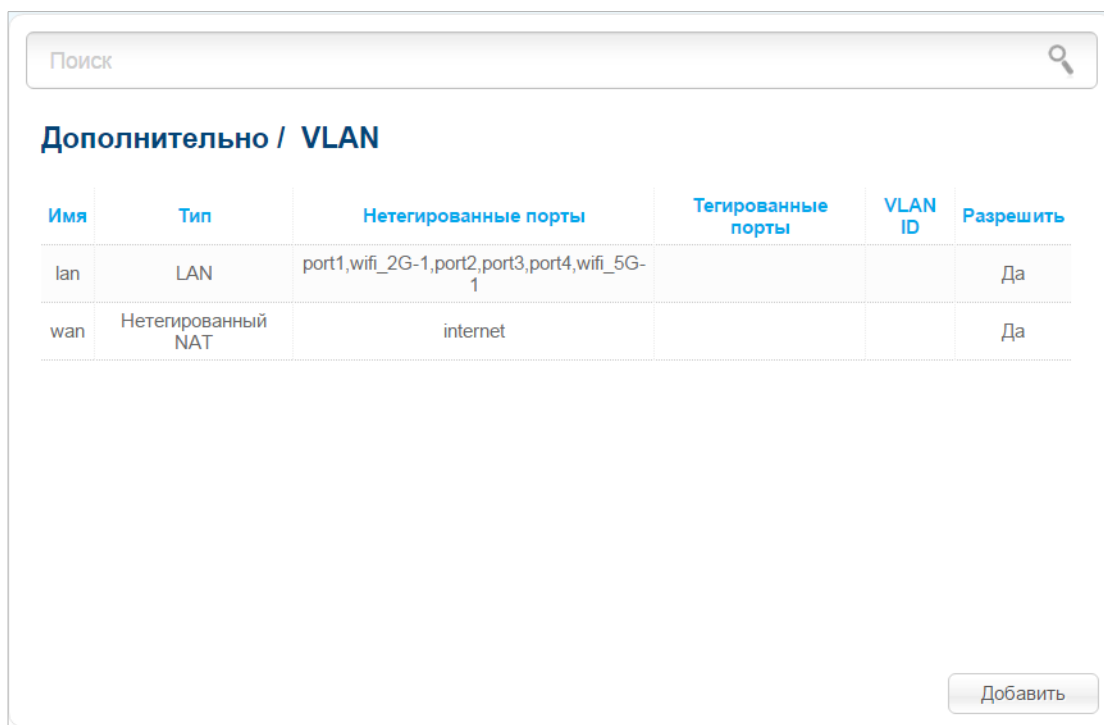 Поиск
Дополнительно / VLAN
Имя Тип Нетегированные порты Тегированные порты VLAN ID Разрешить
lan LAN port1,wifi_2G-1,port2,port3,port4,wifi_5G-1 Да
wan Нетегированный NAT internet Да
Добавить